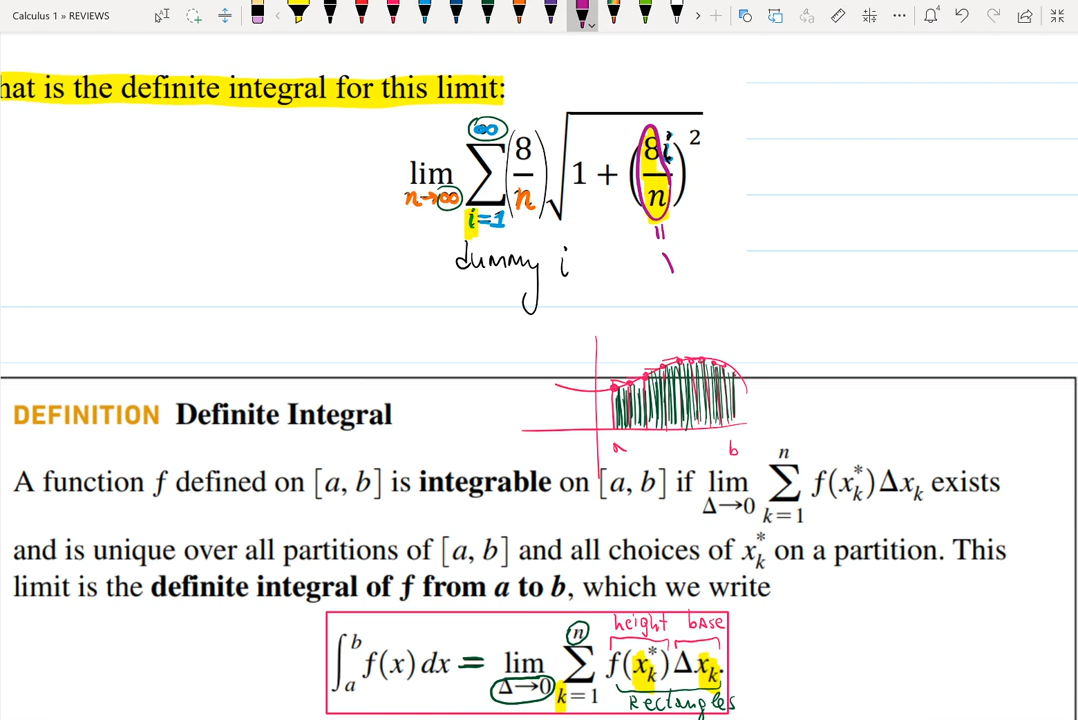 Calculus 1 » REVIEWS
hat is the definite integral for this limit:
lim n→∞ ∑ i=1 ∞ (8/n) √(1 + (8i/n)²)
dummy i
a b
DEFINITION Definite Integral
A function f defined on [a, b] is integrable on [a, b] if lim Δ→0 ∑ k=1 n f(x*k)Δxk exists
and is unique over all partitions of [a, b] and all choices of x*k on a partition. This
limit is the definite integral of f from a to b, which we write
height base
∫ a b f(x) dx = lim Δ→0 ∑ k=1 n f(x*k)Δxk.
Rectangles